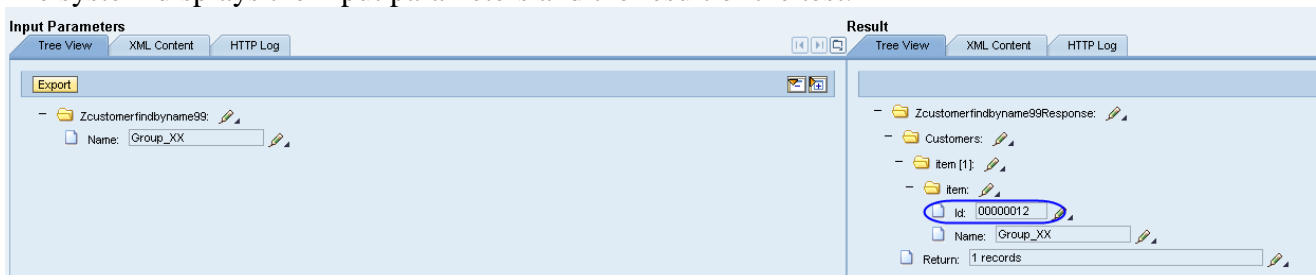 Input Parameters
Tree View XML Content HTTP Log
Export
Zcustomerfindbyname99:
Name: Group_XX
Result
Tree View XML Content HTTP Log
Zcustomerfindbyname99Response:
Customers:
item [1]:
item:
Id: 00000012
Name: Group_XX
Return: 1 records